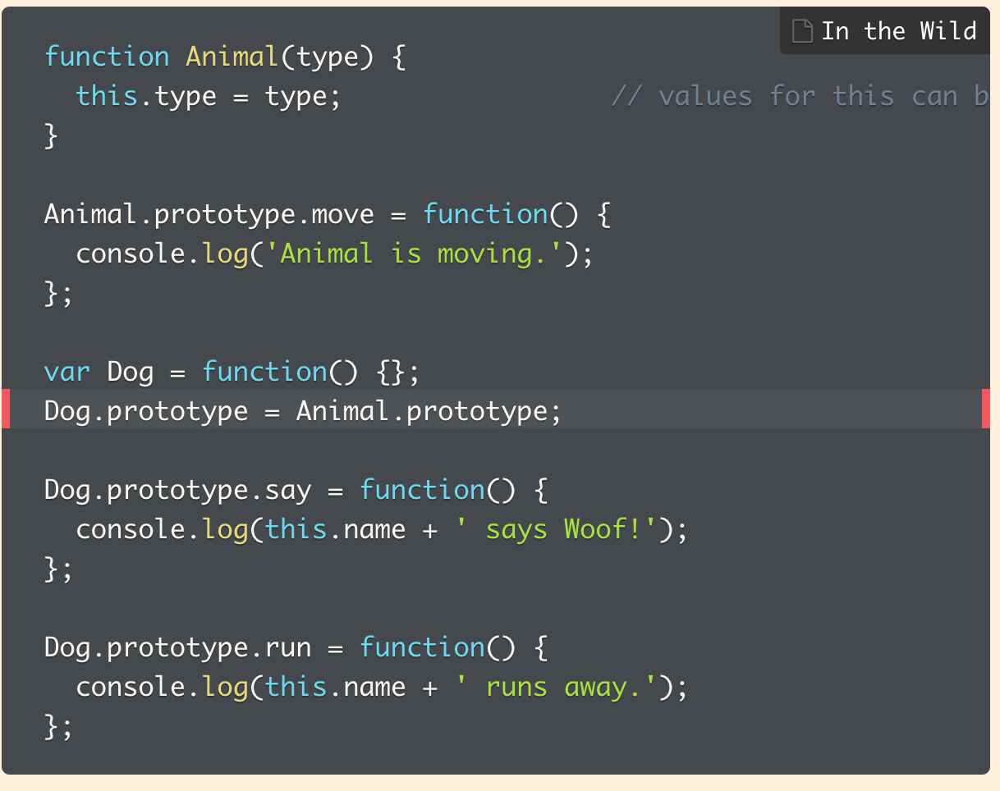 In the Wild
function Animal(type) {
  this.type = type;                 // values for this can
}

Animal.prototype.move = function() {
  console.log('Animal is moving.');
};

var Dog = function() {};
Dog.prototype = Animal.prototype;

Dog.prototype.say = function() {
  console.log(this.name + ' says Woof!');
};

Dog.prototype.run = function() {
  console.log(this.name + ' runs away.');
};